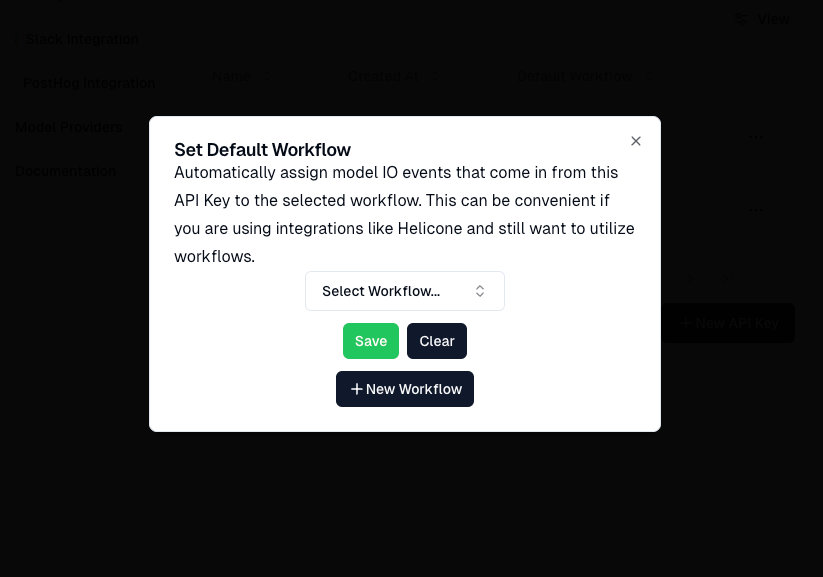 View
Slack integration
Name
Created At
Default Workflow
PostHog integration
Model Providers
Documentation
Set Default Workflow
Automatically assign model IO events that come in from this
API Key to the selected workflow. This can be convenient if
you are using integrations like Helicone and still want to utilize
workflows.
Select Workflow...
Save
Clear
New Workflow
New API Key